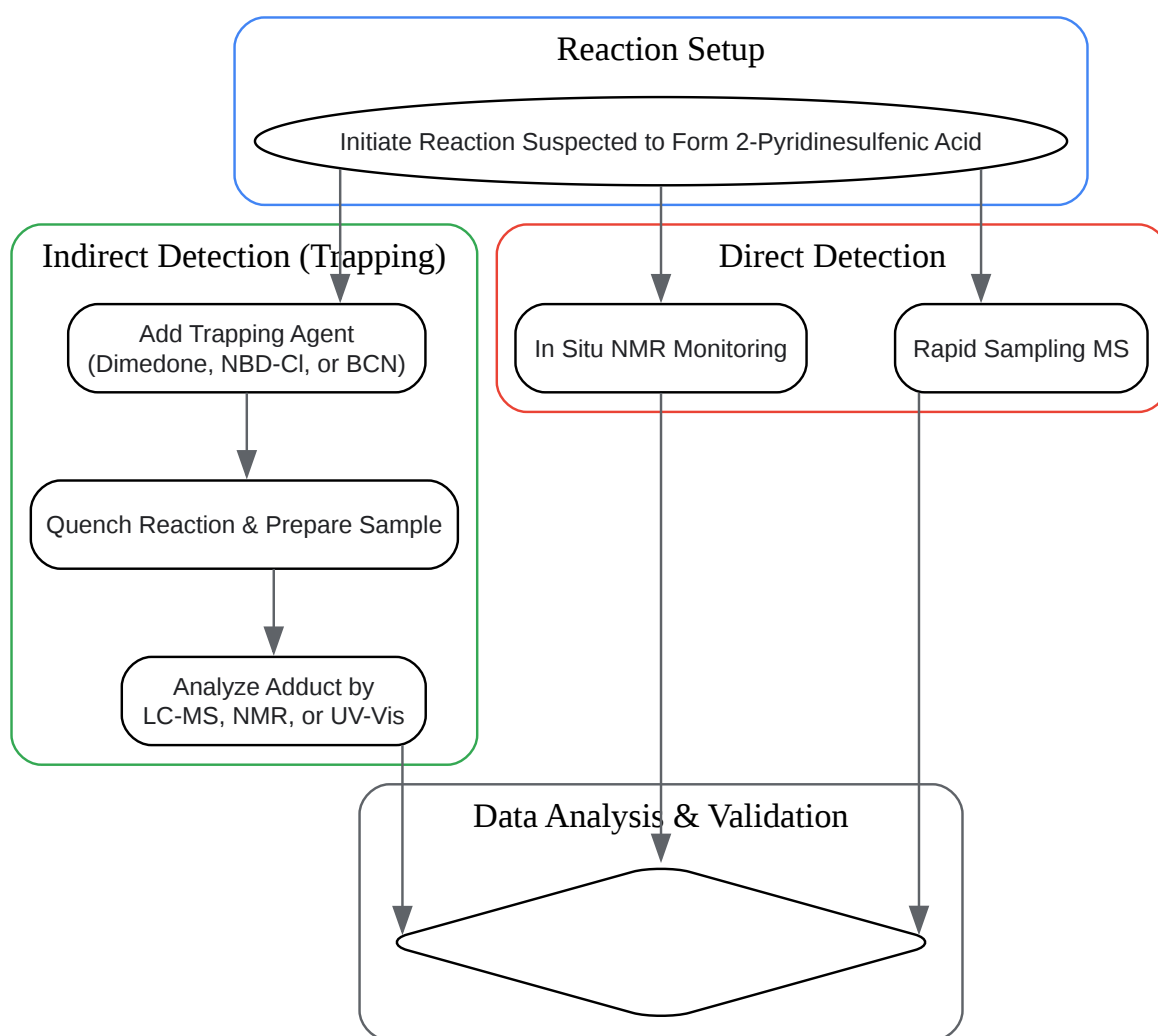 Reaction Setup
Initiate Reaction Suspected to Form 2-Pyridinesulfenic Acid
Indirect Detection (Trapping)
Add Trapping Agent
(Dimedone, NBD-Cl, or BCN)
Quench Reaction & Prepare Sample
Analyze Adduct by
LC-MS, NMR, or UV-Vis
Direct Detection
In Situ NMR Monitoring
Rapid Sampling MS
Data Analysis & Validation